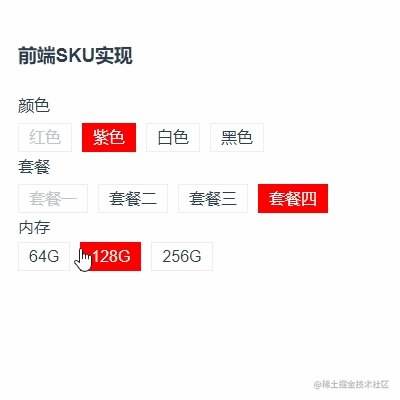 前端SKU实现
颜色
红色 紫色 白色 黑色
套餐
套餐一 套餐二 套餐三 套餐四
内存
64G 128G 256G
@稀土掘金技术社区